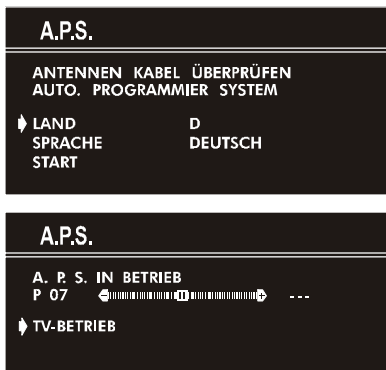 A.P.S.
ANTENNEN KABEL ÜBERPRÜFEN
AUTO. PROGRAMMIER SYSTEM
LAND D
SPRACHE DEUTSCH
START
A.P.S.
A. P. S. IN BETRIEB
P 07 - + ---
TV-BETRIEB